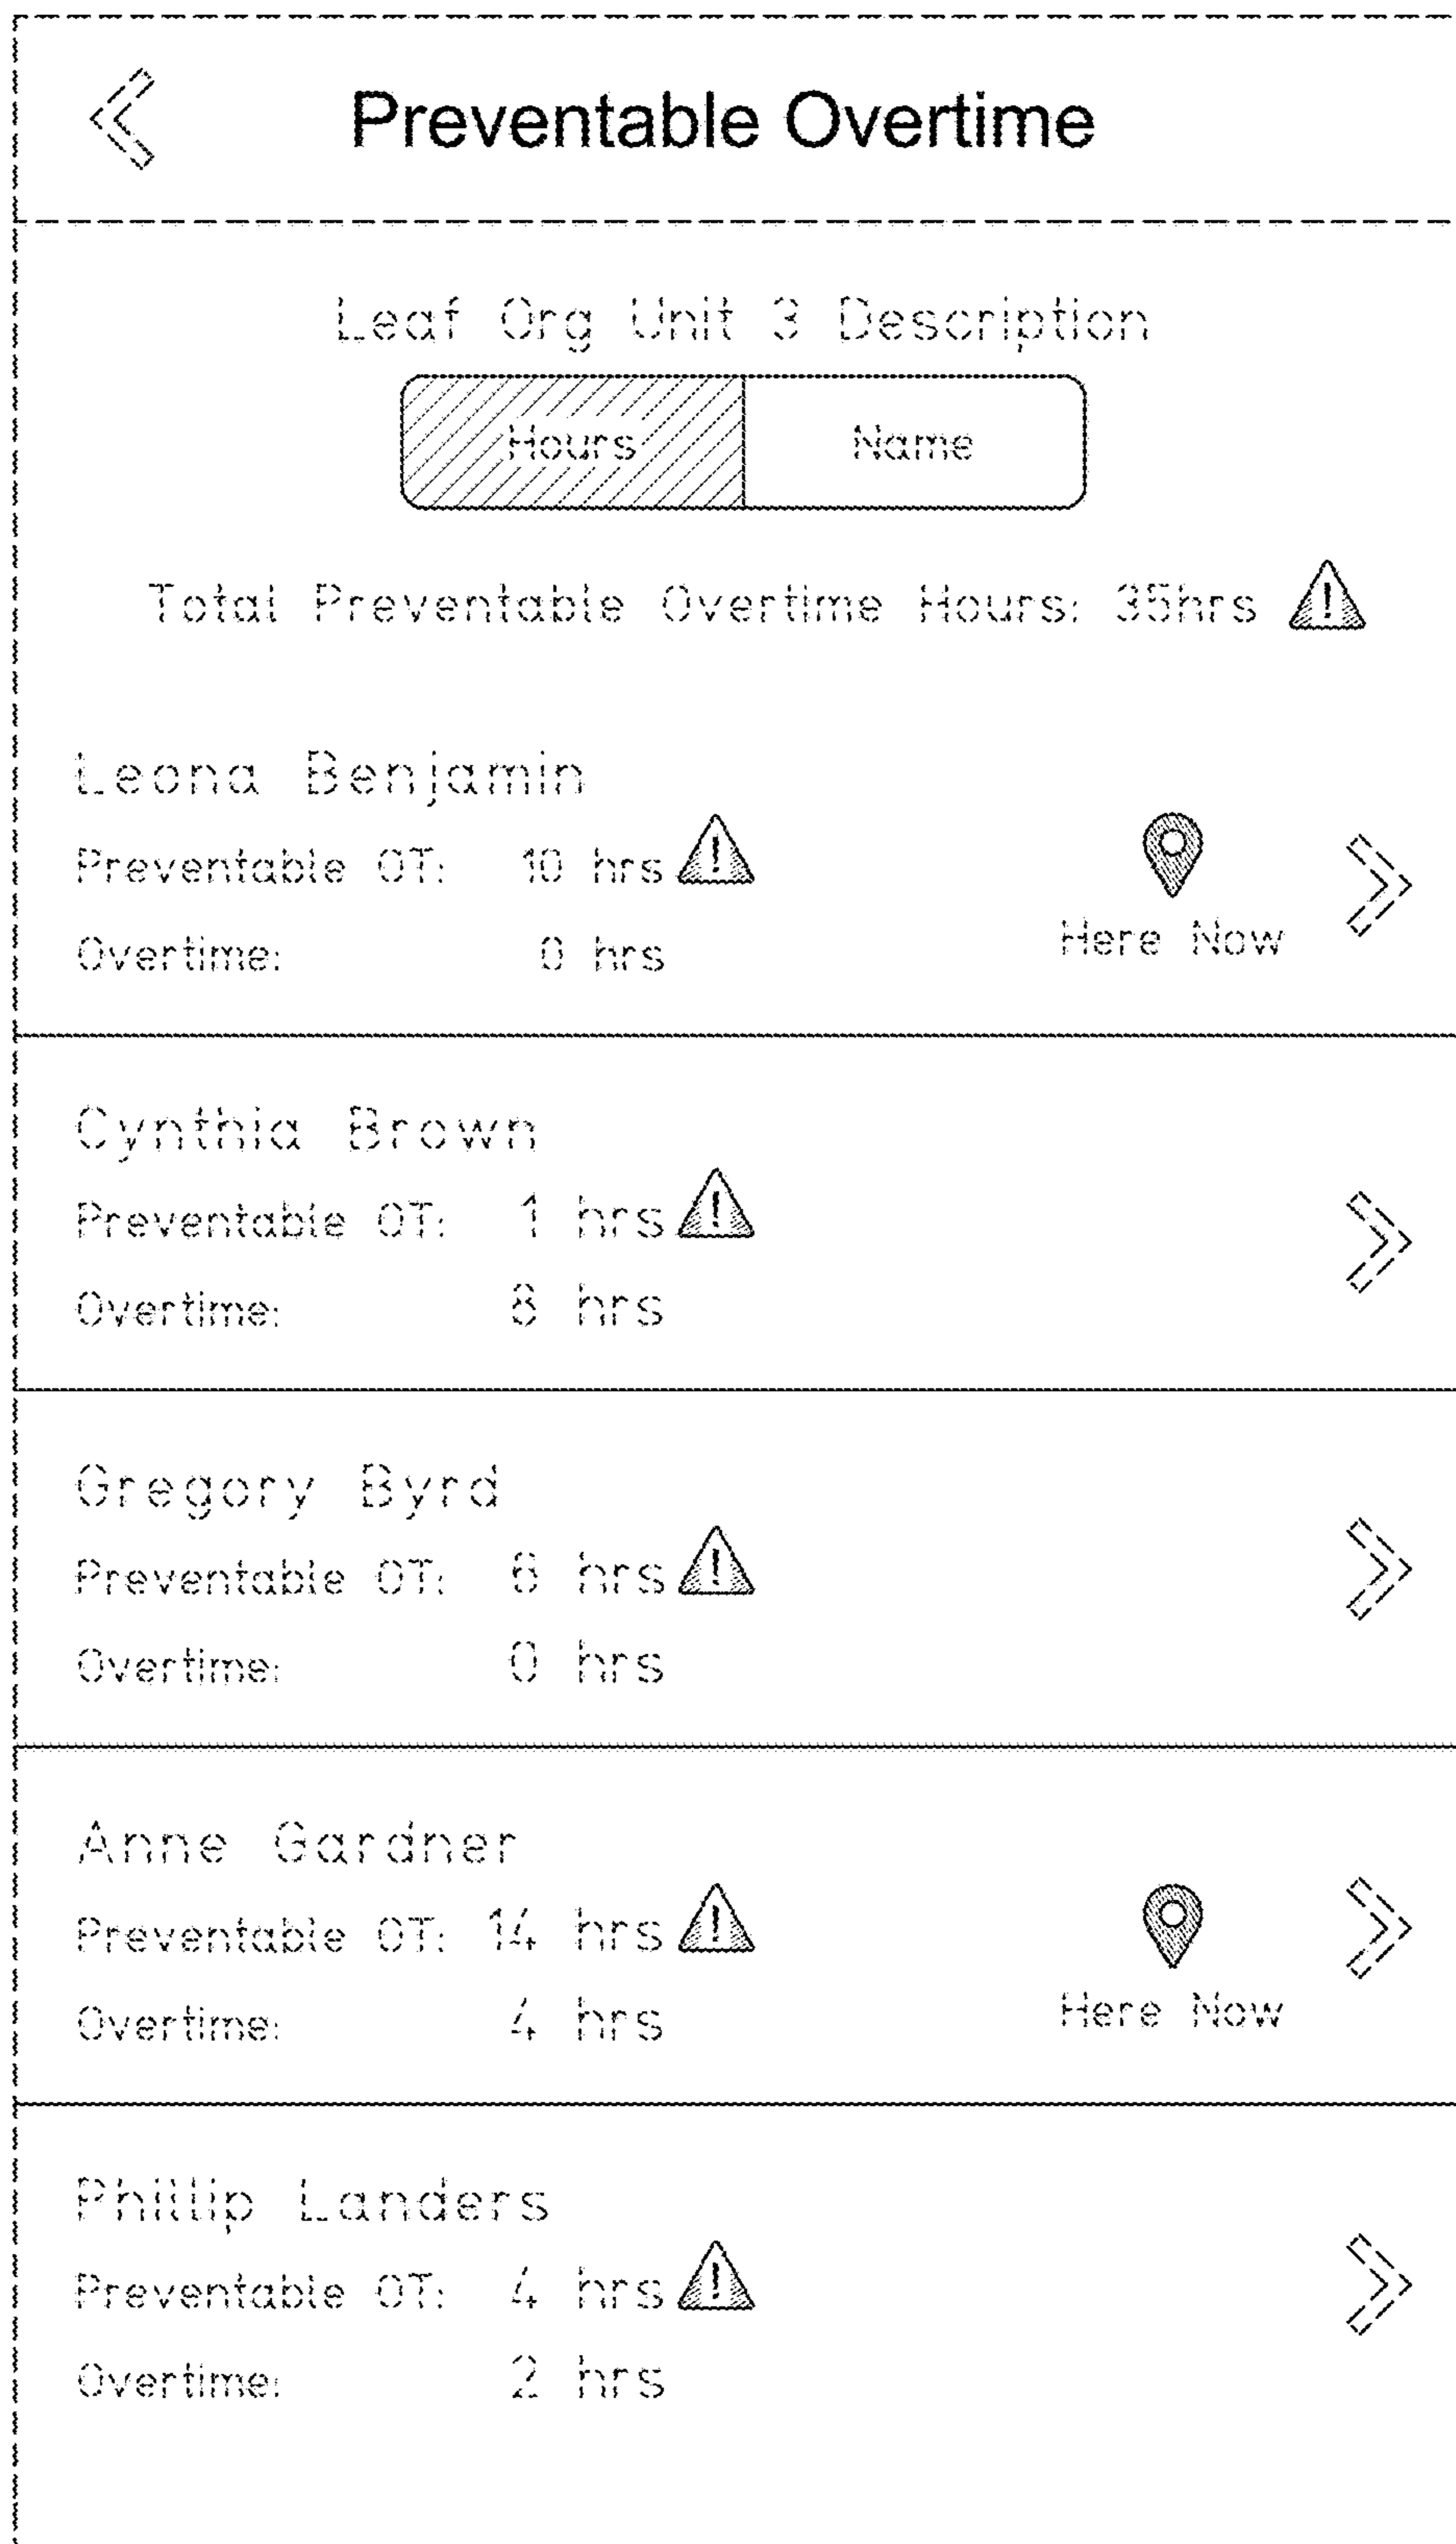 Preventable Overtime
Leaf Org Unit 3 Description
Hours Name
Total Preventable Overtime Hours: 35hrs
Leona Benjamin
Preventable OT: 10 hrs
Overtime: 0 hrs
Here Now
Cynthia Brown
Preventable OT: 1 hrs
Overtime: 8 hrs
Gregory Byrd
Preventable OT: 6 hrs
Overtime: 0 hrs
Anne Gardner
Preventable OT: 14 hrs
Overtime: 4 hrs
Here Now
Phillip Landers
Preventable OT: 4 hrs
Overtime: 2 hrs